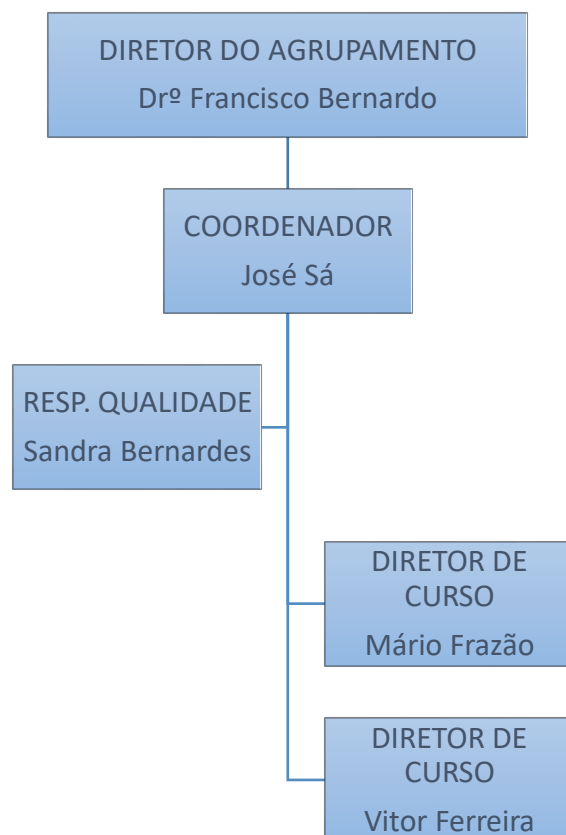 DIRETOR DO AGRUPAMENTO
Drº Francisco Bernardo
COORDENADOR
José Sá
RESP. QUALIDADE
Sandra Bernardes
DIRETOR DE
CURSO
Mário Frazão
DIRETOR DE
CURSO
Vitor Ferreira